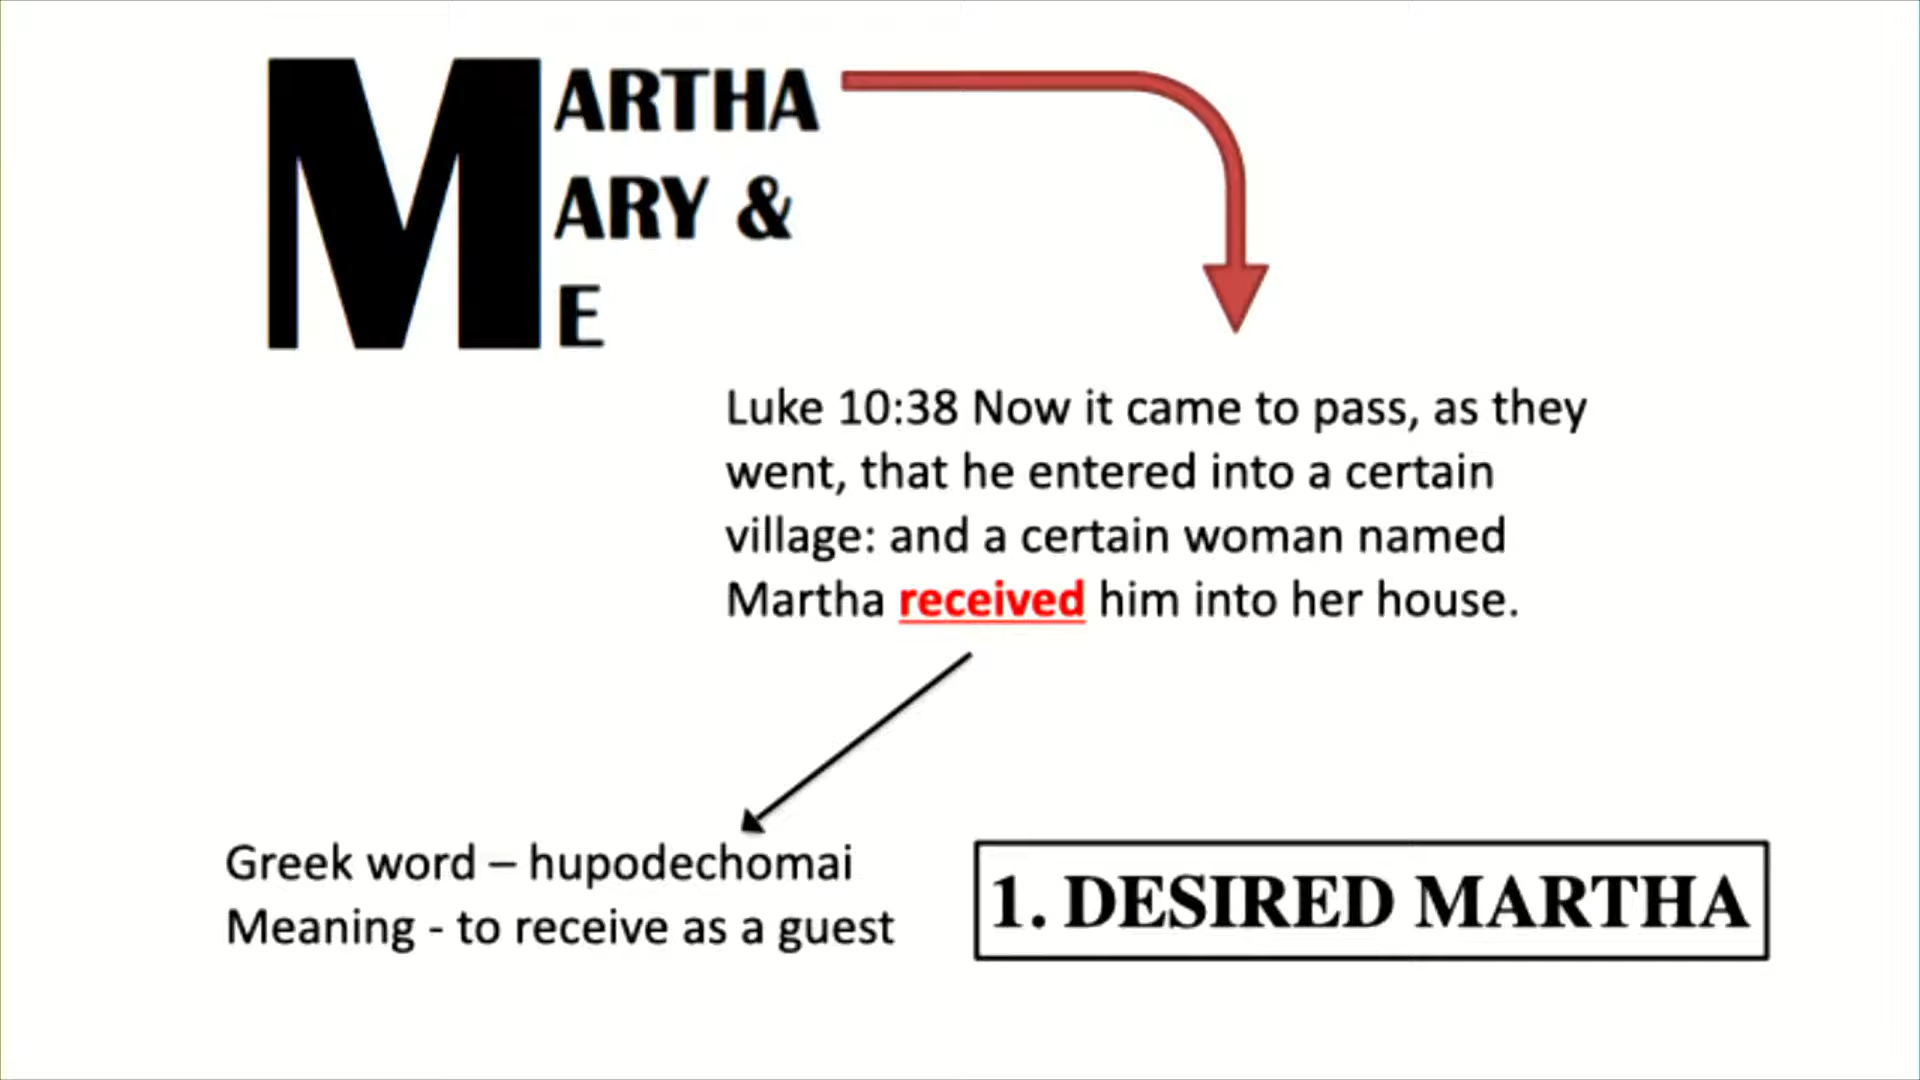 MARTHA
MARY &
ME
Luke 10:38 Now it came to pass, as they
went, that he entered into a certain
village: and a certain woman named
Martha received him into her house.
Greek word – hupodechomai
Meaning - to receive as a guest
1. DESIRED MARTHA